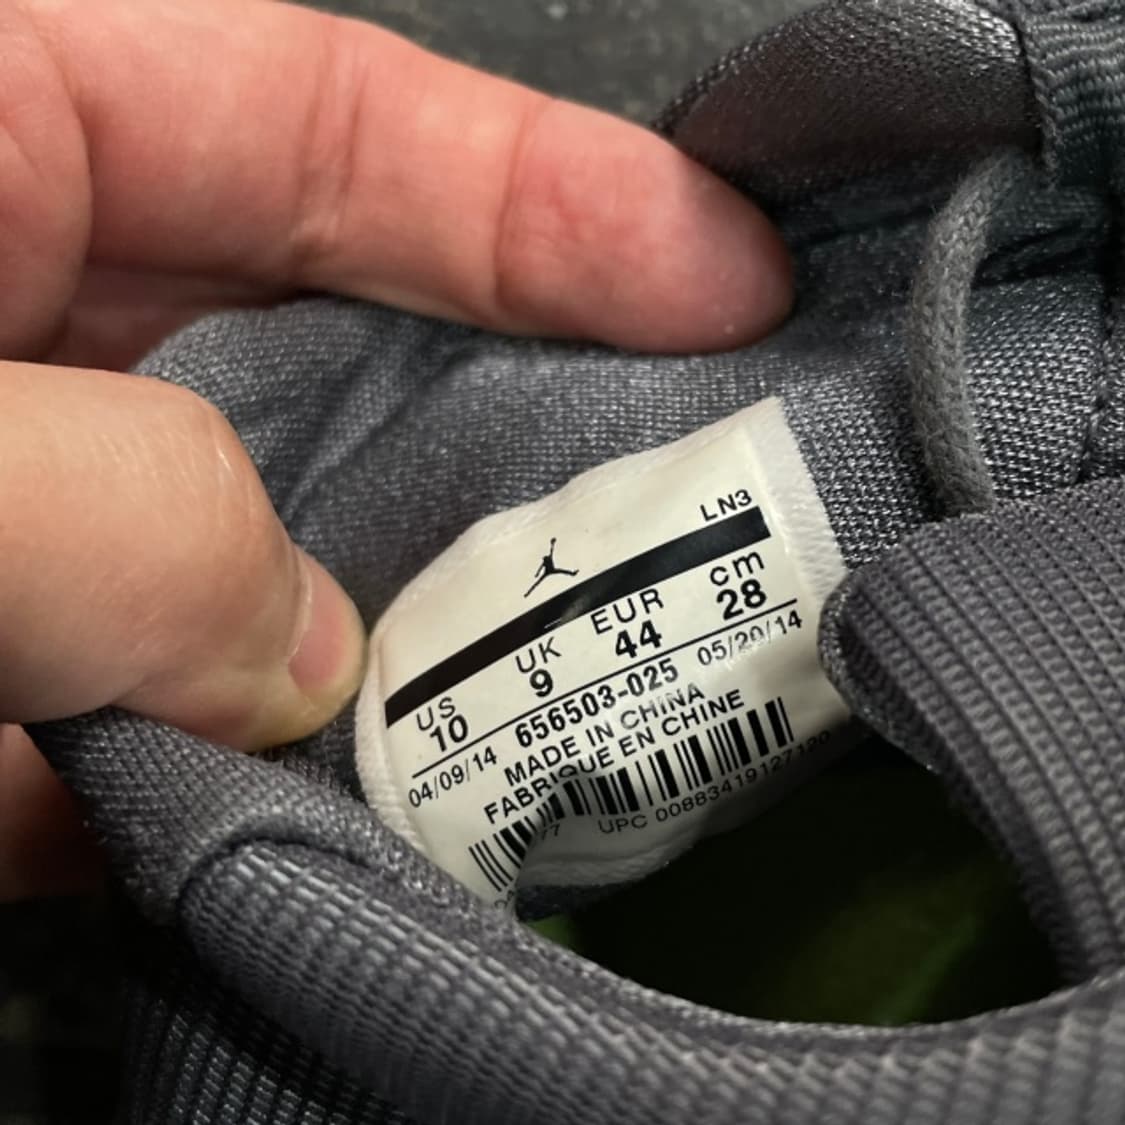 LN3
US UK EUR cm
10 9 44 28
04/09/14 656503-025 05/20/14
MADE IN CHINA
FABRIQUE EN CHINE
UPC 00883419127120